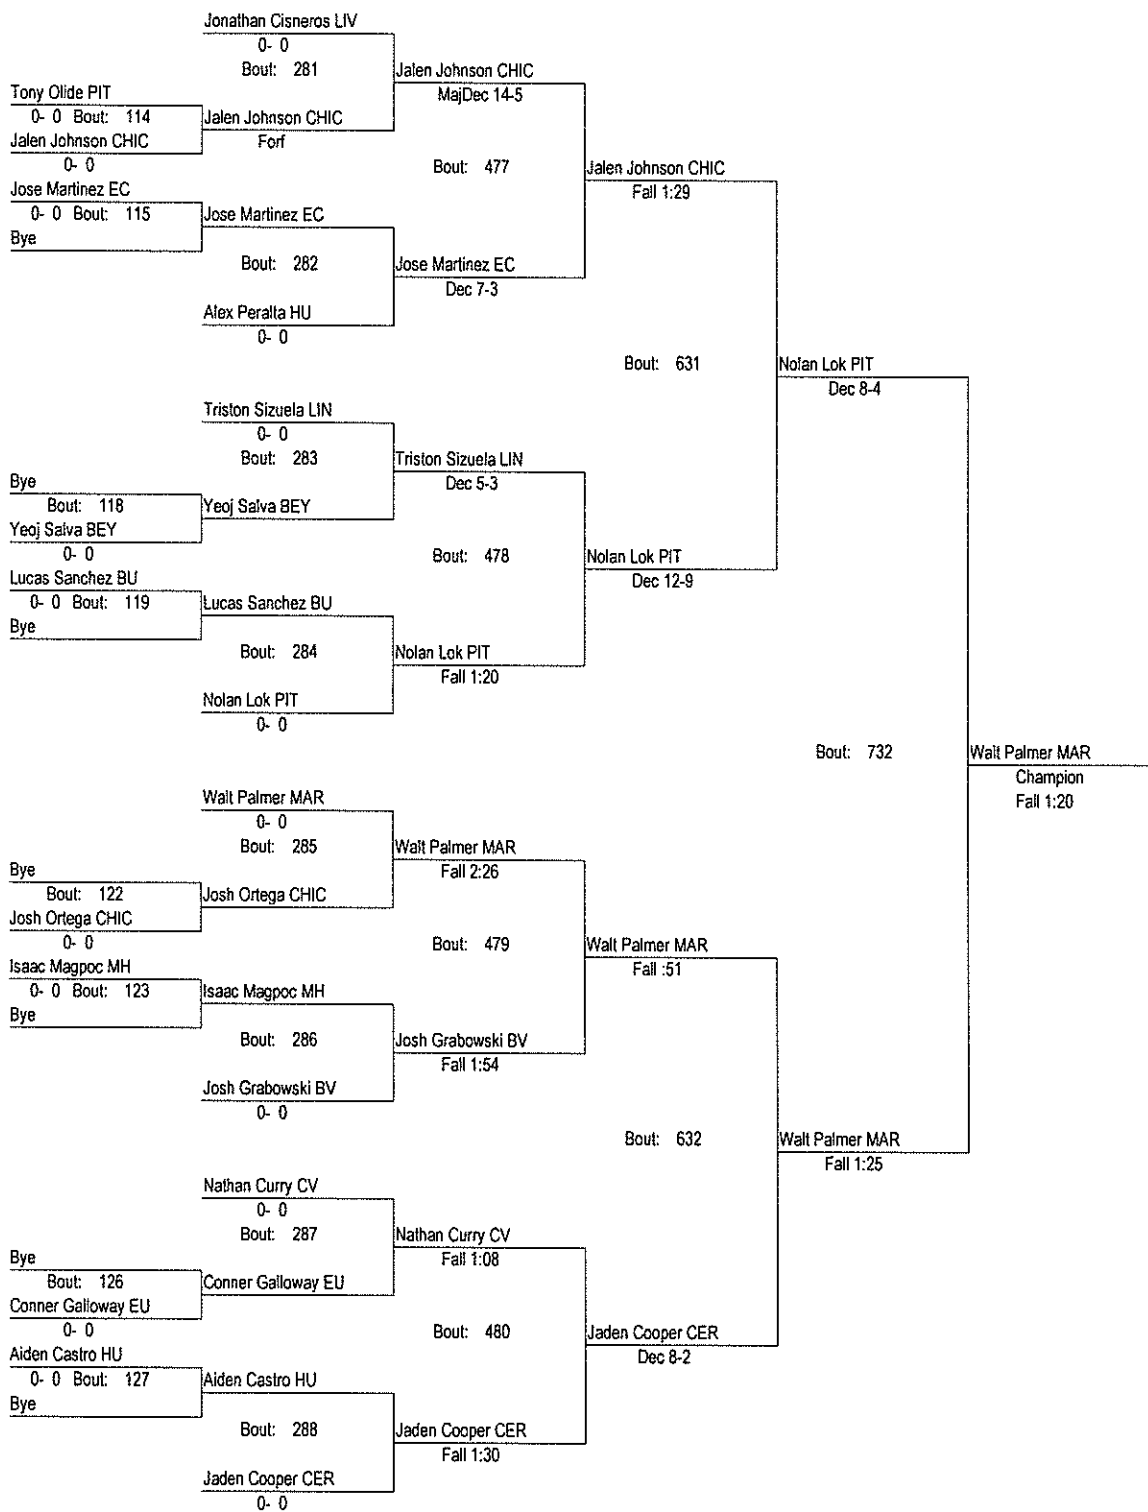 Jonathan Cisneros LIV
0- 0
Bout: 281
Jalen Johnson CHIC
MajDec 14-5
Tony Olide PIT
0- 0 Bout: 114
Jalen Johnson CHIC
Forf
Jalen Johnson CHIC
0- 0
Bout: 477
Jalen Johnson CHIC
Fall 1:29
Jose Martinez EC
0- 0 Bout: 115
Jose Martinez EC
Bye
Bout: 282
Jose Martinez EC
Dec 7-3
Alex Peralta HU
0- 0
Bout: 631
Nolan Lok PIT
Dec 8-4
Triston Sizuela LIN
0- 0
Bout: 283
Triston Sizuela LIN
Dec 5-3
Bye
Bout: 118
Yeoj Salva BEY
Yeoj Salva BEY
0- 0
Bout: 478
Nolan Lok PIT
Dec 12-9
Lucas Sanchez BU
0- 0 Bout: 119
Lucas Sanchez BU
Bye
Bout: 284
Nolan Lok PIT
Fall 1:20
Nolan Lok PIT
0- 0
Bout: 732
Walt Palmer MAR
Champion
Fall 1:20
Walt Palmer MAR
0- 0
Bout: 285
Walt Palmer MAR
Fall 2:26
Bye
Bout: 122
Josh Ortega CHIC
Josh Ortega CHIC
0- 0
Bout: 479
Walt Palmer MAR
Fall :51
Isaac Magpoc MH
0- 0 Bout: 123
Isaac Magpoc MH
Bye
Bout: 286
Josh Grabowski BV
Fall 1:54
Josh Grabowski BV
0- 0
Bout: 632
Walt Palmer MAR
Fall 1:25
Nathan Curry CV
0- 0
Bout: 287
Nathan Curry CV
Fall 1:08
Bye
Bout: 126
Conner Galloway EU
Conner Galloway EU
0- 0
Bout: 480
Jaden Cooper CER
Dec 8-2
Aiden Castro HU
0- 0 Bout: 127
Aiden Castro HU
Bye
Bout: 288
Jaden Cooper CER
Fall 1:30
Jaden Cooper CER
0- 0